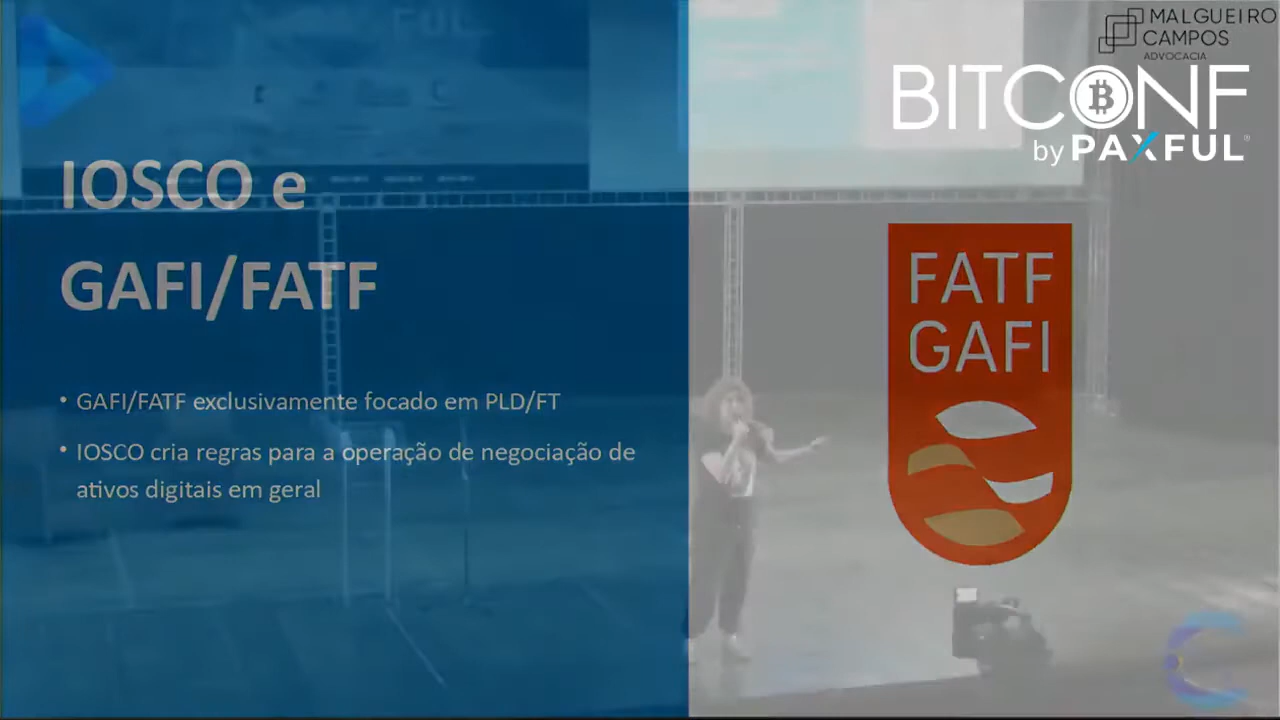 MALGUEIRO
CAMPOS
ADVOCACIA
BITCONF
by PAXFUL
IOSCO e
GAFI/FATF
• GAFI/FATF exclusivamente focado em PLD/FT
• IOSCO cria regras para a operação de negociação de
ativos digitais em geral
FATF
GAFI